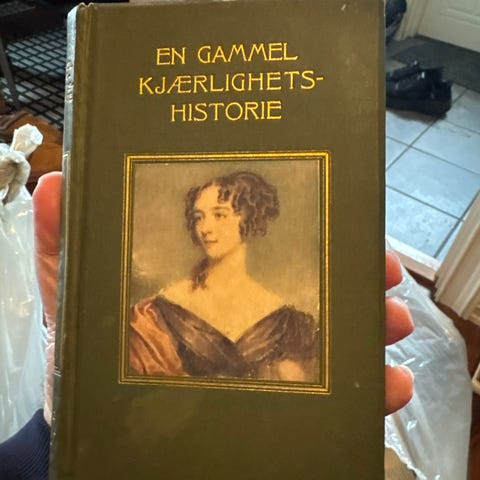 EN GAMMEL
KJÆRLIGHETS-
HISTORIE